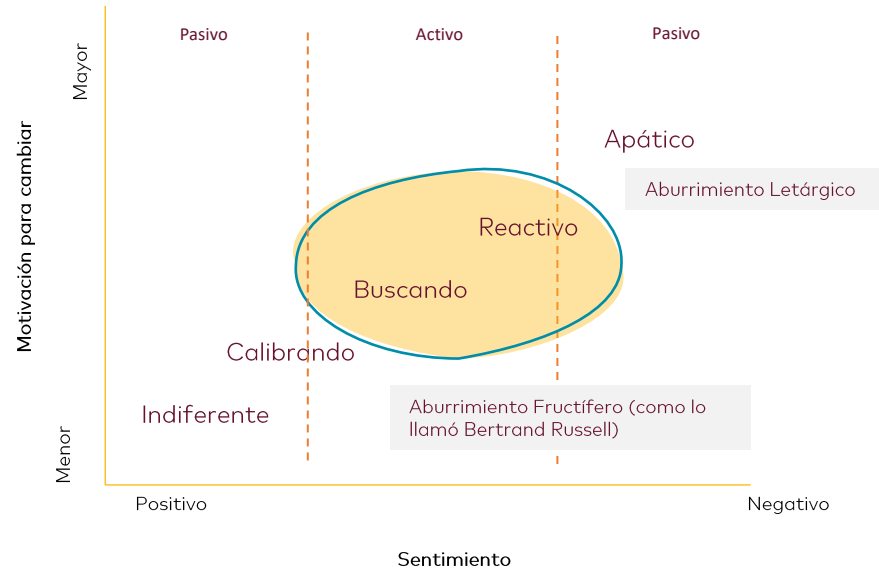 Pasivo
Activo
Pasivo
Mayor
Apático
Aburrimiento Letárgico
Reactivo
Motivación para cambiar
Buscando
Calibrando
Indiferente
Aburrimiento Fructífero (como lo
llamó Bertrand Russell)
Menor
Positivo
Negativo
Sentimiento